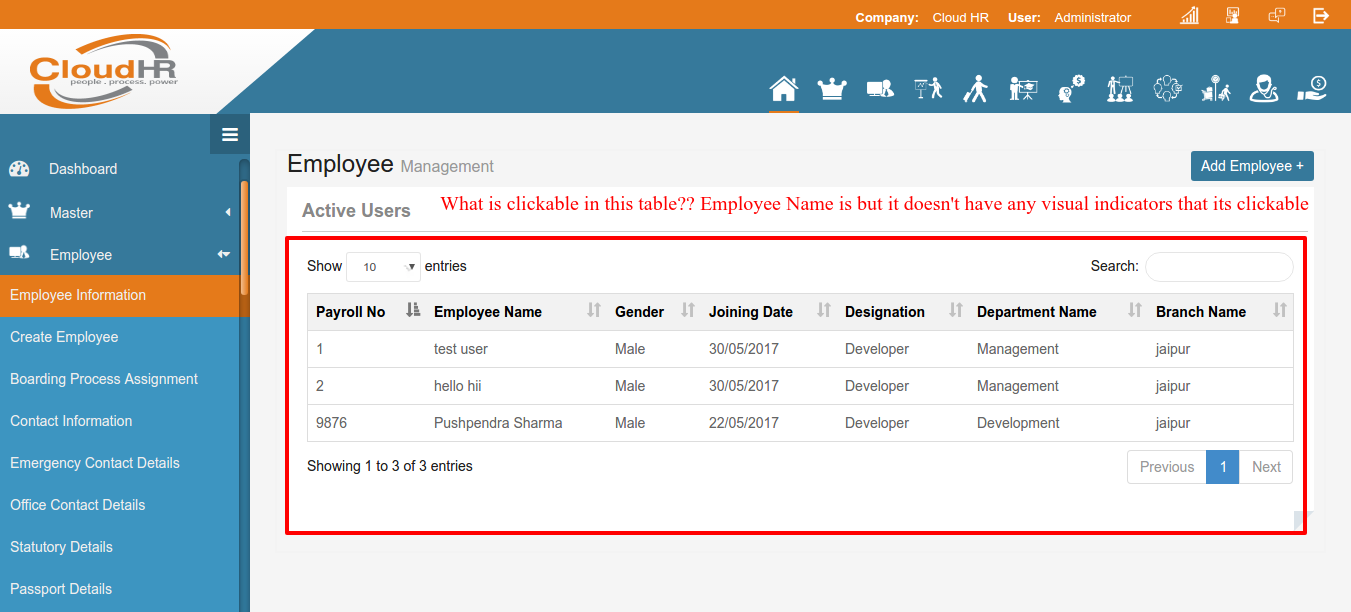 Company: Cloud HR User: Administrator
CloudHR
people . process. power
Dashboard
Master
Employee
Employee Information
Create Employee
Boarding Process Assignment
Contact Information
Emergency Contact Details
Office Contact Details
Statutory Details
Passport Details
Employee Management
Add Employee +
Active Users
What is clickable in this table?? Employee Name is but it doesn't have any visual indicators that its clickable
Show 10 entries
Search:
Payroll No Employee Name Gender Joining Date Designation Department Name Branch Name
1 test user Male 30/05/2017 Developer Management jaipur
2 hello hii Male 30/05/2017 Developer Management jaipur
9876 Pushpendra Sharma Male 22/05/2017 Developer Development jaipur
Showing 1 to 3 of 3 entries
Previous 1 Next